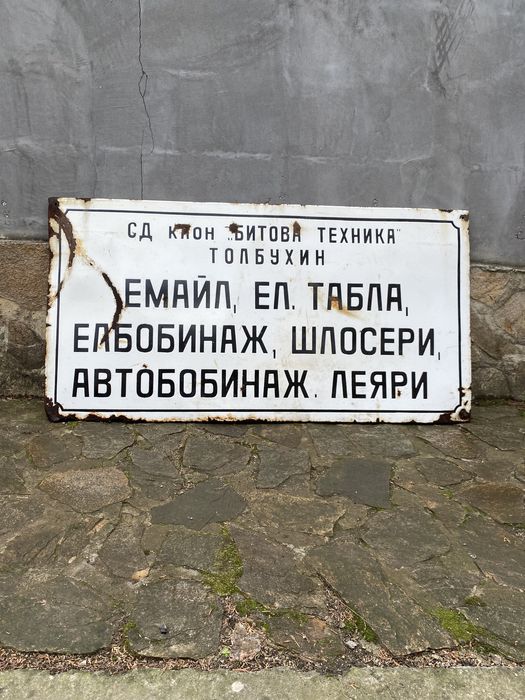 СД клон „БИТОВА ТЕХНИКА"
ТОЛБУХИН
ЕМАЙЛ, ЕЛ. ТАБЛА,
ЕЛБОБИНАЖ, ШЛОСЕРИ,
АВТОБОБИНАЖ. ЛЕЯРИ